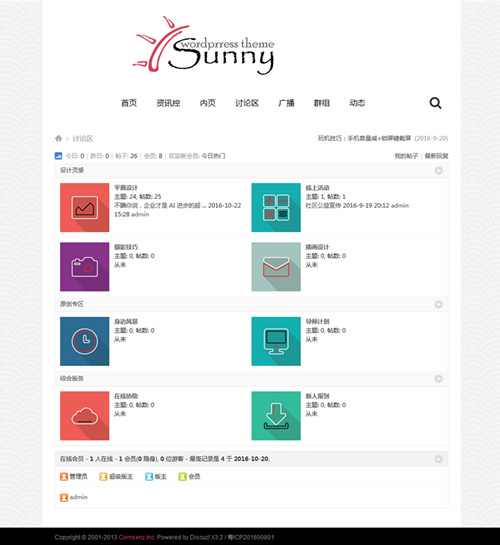 wordprress theme
Sunny
首页 资讯控 内页 讨论区 广播 群组 动态
讨论区 玩机技巧：手机音量减+锁屏键截屏 (2016-9-20)
今日: 0 | 昨日: 0 | 帖子: 26 | 会员: 8 | 欢迎新会员: 今日热门 我的帖子 | 最新回复
设计灵感
平面设计
主题: 24, 帖数: 25
不瞒你说，企业才是 AI 进步的超 ... 2016-10-22
15:28 admin
线上活动
主题: 1, 帖数: 1
社区公益宣传 2016-9-19 20:12 admin
摄影技巧
主题: 0, 帖数: 0
从未
插画设计
主题: 0, 帖数: 0
从未
原创专区
身边风景
主题: 0, 帖数: 0
从未
导师计划
主题: 0, 帖数: 0
从未
综合服务
在线协助
主题: 0, 帖数: 0
从未
新人报到
主题: 0, 帖数: 0
从未
在线会员 - 1 人在线 - 1 会员(0 隐身), 0 位游客 - 最高记录是 4 于 2016-10-20.
管理员 超级版主 版主 会员
admin
Copyright © 2001-2013 Comsenz Inc. Powered by Discuz! X3.2 / 粤ICP201600801